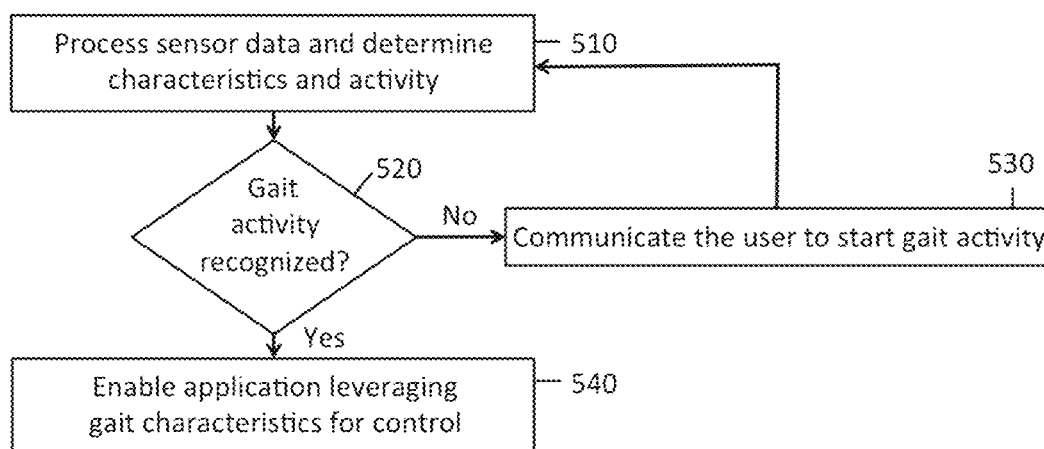 Process sensor data and determine
characteristics and activity
510
520
Gait
activity
recognized?
No
530
Communicate the user to start gait activity
Yes
Enable application leveraging
gait characteristics for control
540